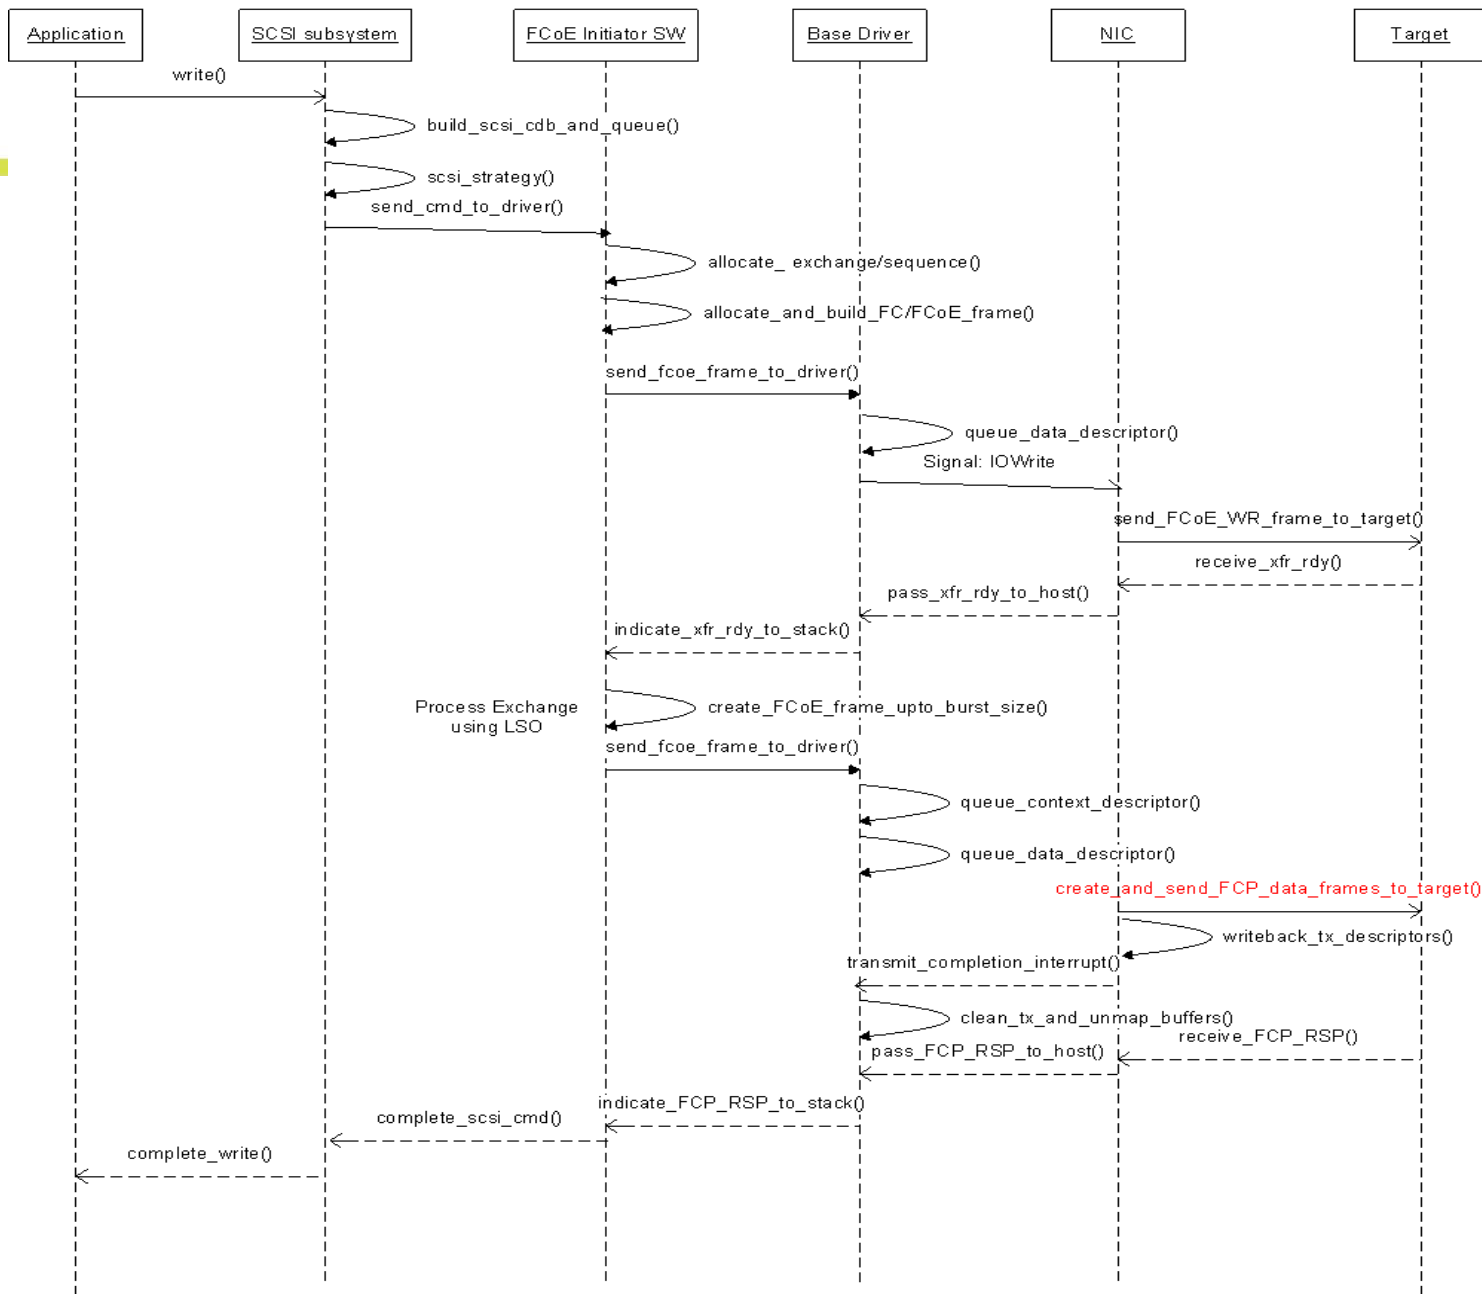 Application
SCSI subsystem
FCoE Initiator SW
Base Driver
NIC
Target
write()
build_scsi_cdb_and_queue()
scsi_strategy()
send_cmd_to_driver()
allocate_ exchange/sequence()
allocate_and_build_FC/FCoE_frame()
send_fcoe_frame_to_driver()
queue_data_descriptor()
Signal: IOWrite
send_FCoE_WR_frame_to_target()
receive_xfr_rdy()
pass_xfr_rdy_to_host()
indicate_xfr_rdy_to_stack()
Process Exchange
using LSO
create_FCoE_frame_upto_burst_size()
send_fcoe_frame_to_driver()
queue_context_descriptor()
queue_data_descriptor()
create_and_send_FCP_data_frames_to_target()
writeback_tx_descriptors()
transmit_completion_interrupt()
clean_tx_and_unmap_buffers()
receive_FCP_RSP()
pass_FCP_RSP_to_host()
indicate_FCP_RSP_to_stack()
complete_scsi_cmd()
complete_write()